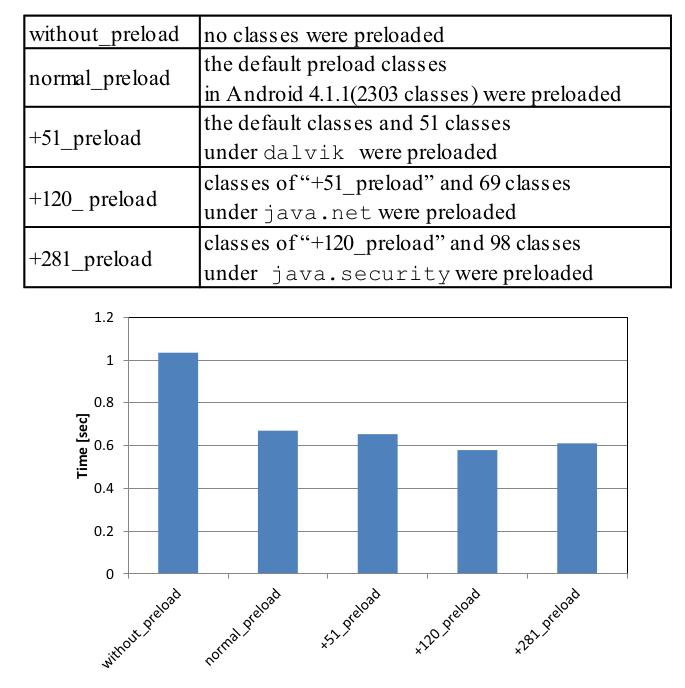 without_preload no classes were preloaded
normal_preload the default preload classes
in Android 4.1.1(2303 classes) were preloaded
+51_preload the default classes and 51 classes
under dalvik were preloaded
+120_ preload classes of “+51_preload” and 69 classes
under java.net were preloaded
+281_preload classes of “+120_preload” and 98 classes
under java.security were preloaded
1.2
1
0.8
0.6
0.4
0.2
0
Time [sec]
without_preload
normal_preload
+51_preload
+120_preload
+281_preload